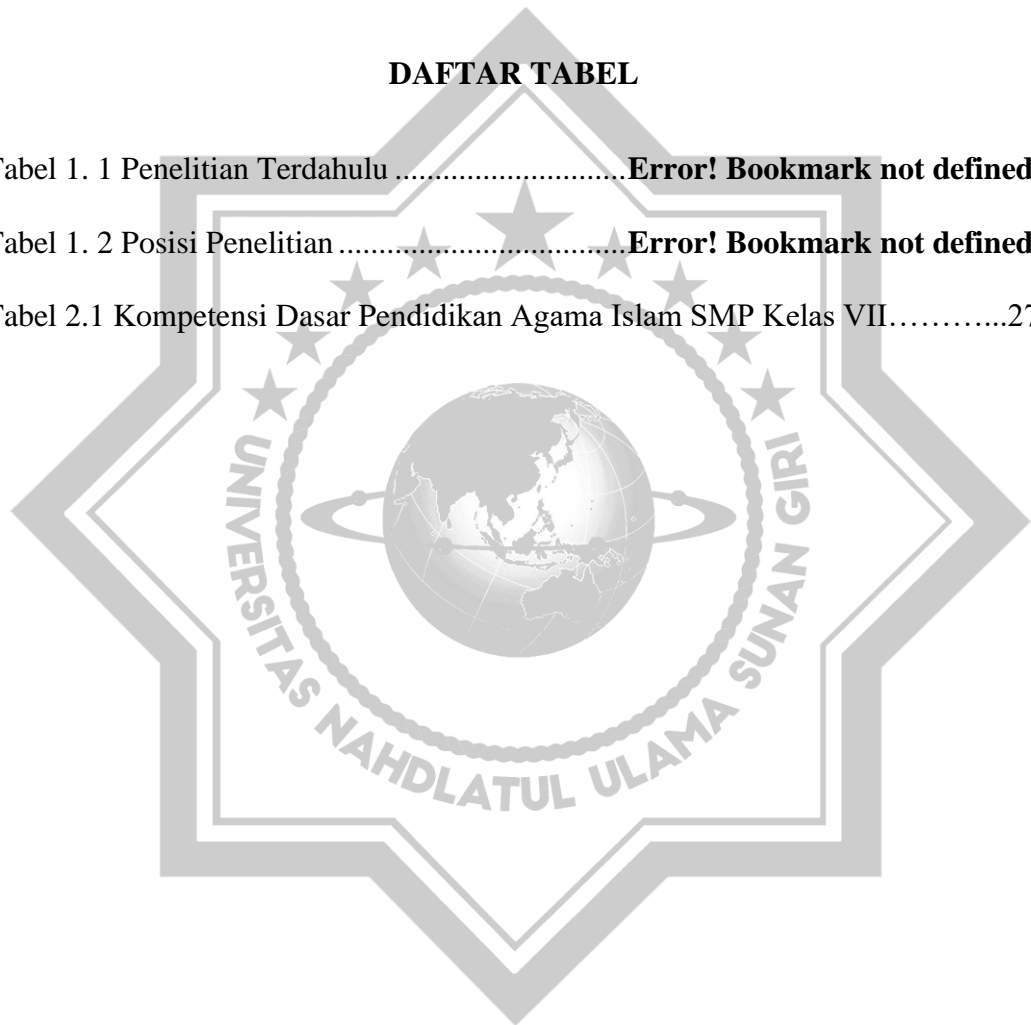 DAFTAR TABEL
Tabel 1. 1 Penelitian Terdahulu .............................Error! Bookmark not defined.
Tabel 1. 2 Posisi Penelitian ....................................Error! Bookmark not defined.
Tabel 2.1 Kompetensi Dasar Pendidikan Agama Islam SMP Kelas VII………...27
UNIVERSITAS NAHDLATUL ULAMA SUNAN GIRI